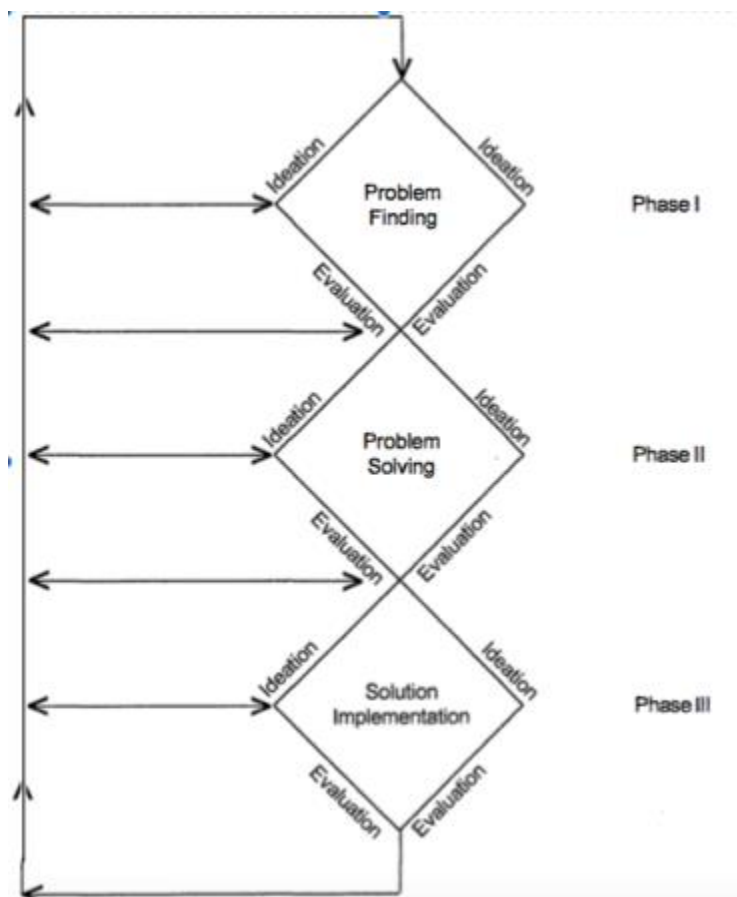 Ideation
Ideation
Problem
Finding
Phase I
Evaluation
Evaluation
Ideation
Ideation
Problem
Solving
Phase II
Evaluation
Evaluation
Ideation
Ideation
Solution
Implementation
Phase III
Evaluation
Evaluation